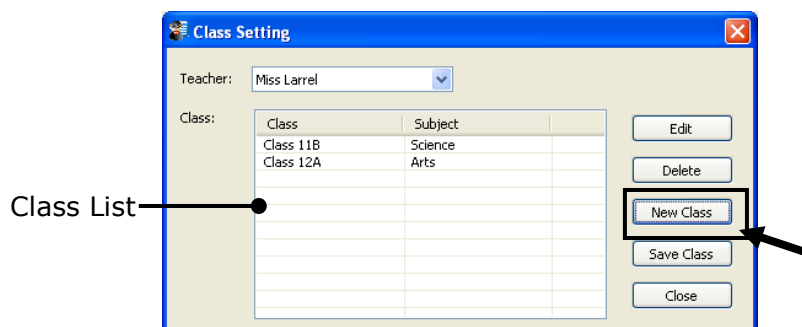 Class Setting
Teacher: Miss Larrel
Class:
Class Subject
Class 11B Science
Class 12A Arts
Edit
Delete
New Class
Save Class
Close
Class List